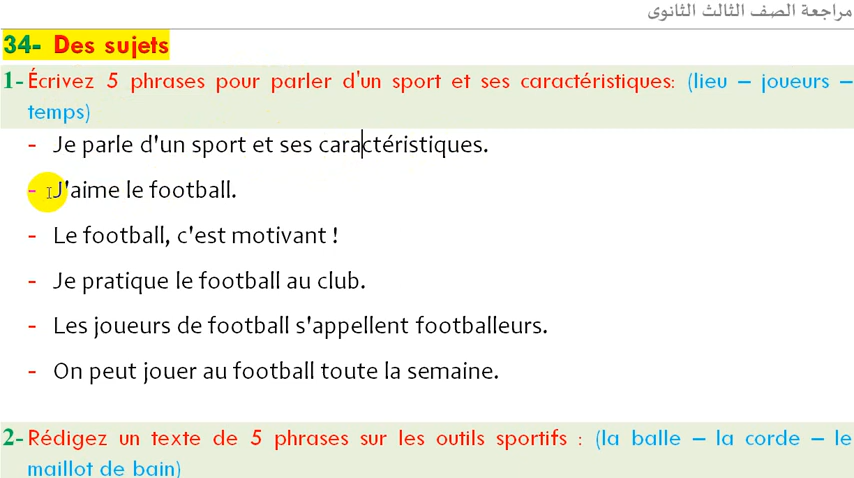 مراجعة الصف الثالث الثانوى
34- Des sujets
1- Écrivez 5 phrases pour parler d'un sport et ses caractéristiques: (lieu – joueurs –
temps)
- Je parle d'un sport et ses caractéristiques.
- J'aime le football.
- Le football, c'est motivant !
- Je pratique le football au club.
- Les joueurs de football s'appellent footballeurs.
- On peut jouer au football toute la semaine.
2- Rédigez un texte de 5 phrases sur les outils sportifs : (la balle – la corde – le
maillot de bain)